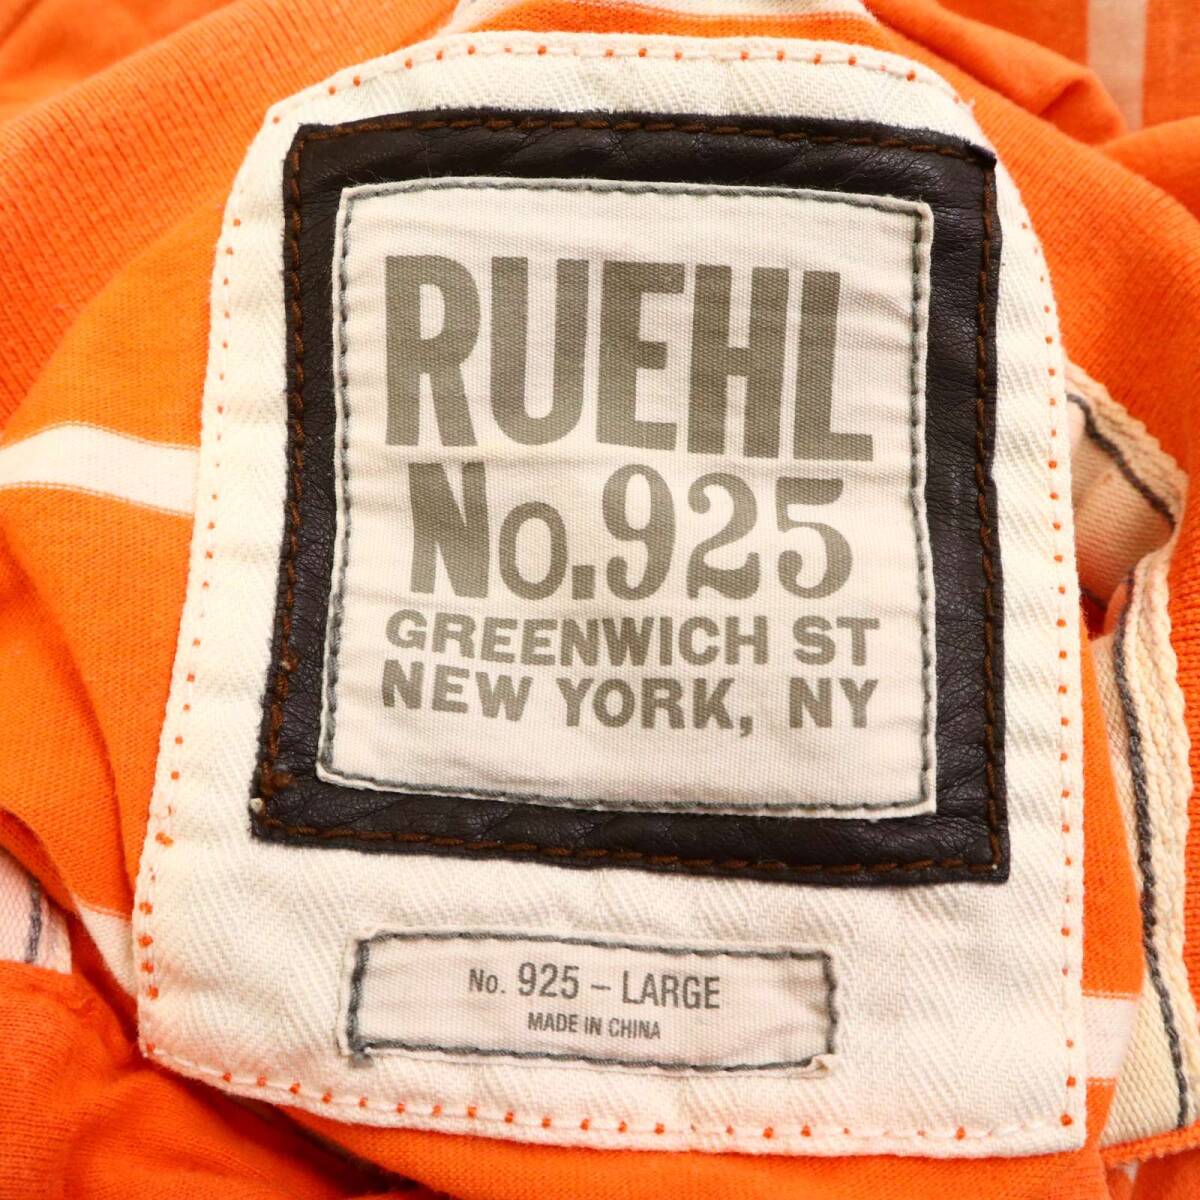 RUEHL
No.925
GREENWICH ST
NEW YORK, NY
No. 925 – LARGE
MADE IN CHINA